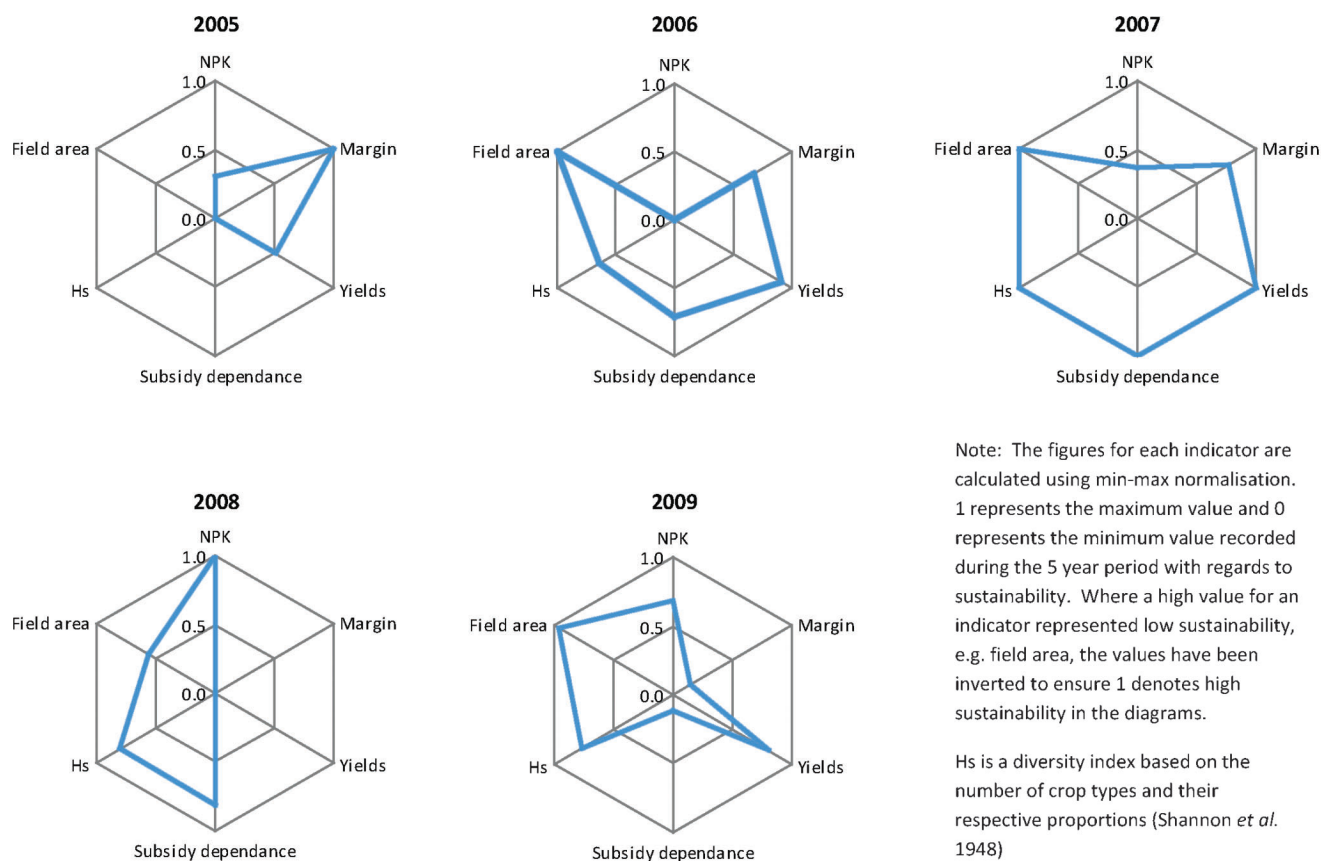 2005
NPK
1.0
Field area
0.5
Margin
0.0
Hs
Yields
Subsidy dependance
2006
NPK
1.0
Field area
0.5
Margin
0.0
Hs
Yields
Subsidy dependance
2007
NPK
1.0
Field area
0.5
Margin
0.0
Hs
Yields
Subsidy dependance
2008
NPK
1.0
Field area
0.5
Margin
0.0
Hs
Yields
Subsidy dependance
2009
NPK
1.0
Field area
0.5
Margin
0.0
Hs
Yields
Subsidy dependance
Note: The figures for each indicator are
calculated using min-max normalisation.
1 represents the maximum value and 0
represents the minimum value recorded
during the 5 year period with regards to
sustainability. Where a high value for an
indicator represented low sustainability,
e.g. field area, the values have been
inverted to ensure 1 denotes high
sustainability in the diagrams.
Hs is a diversity index based on the
number of crop types and their
respective proportions (Shannon et al.
1948)